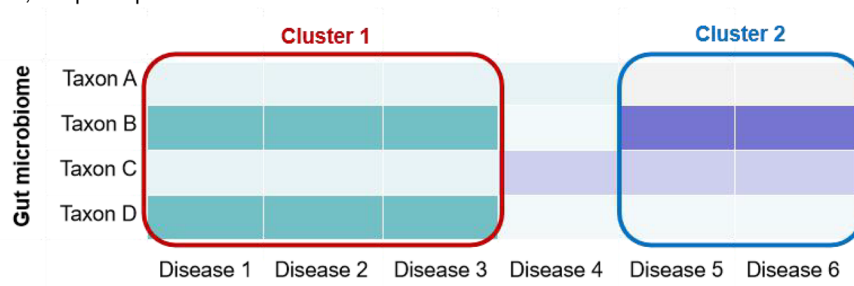 Cluster 1
Cluster 2
Gut microbiome
Taxon A
Taxon B
Taxon C
Taxon D
Disease 1 Disease 2 Disease 3 Disease 4 Disease 5 Disease 6